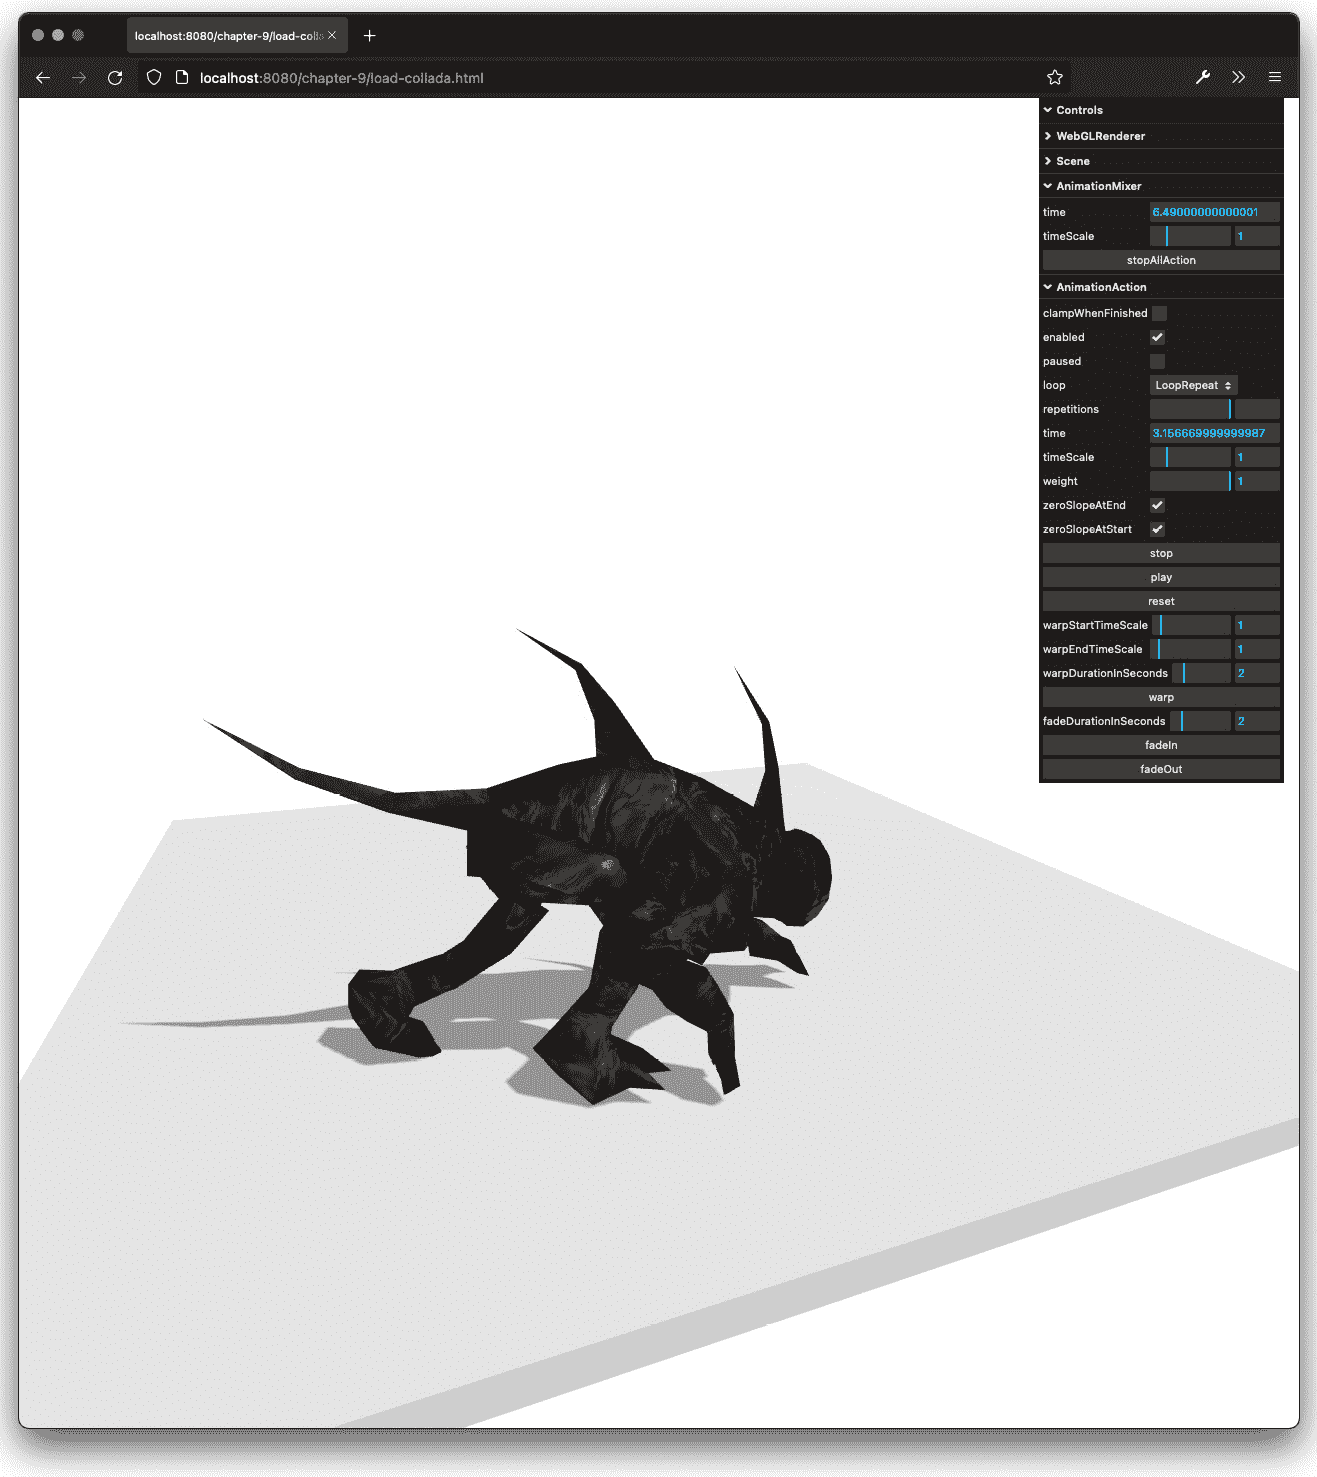 localhost:8080/chapter-9/load-colla
localhost:8080/chapter-9/load-collada.html
Controls
WebGLRenderer
Scene
AnimationMixer
time 6.49000000000001
timeScale 1
stopAllAction
AnimationAction
clampWhenFinished
enabled
paused
loop LoopRepeat
repetitions
time 3.156669999999987
timeScale 1
weight 1
zeroSlopeAtEnd
zeroSlopeAtStart
stop
play
reset
warpStartTimeScale 1
warpEndTimeScale 1
warpDurationInSeconds 2
warp
fadeDurationInSeconds 2
fadeIn
fadeOut